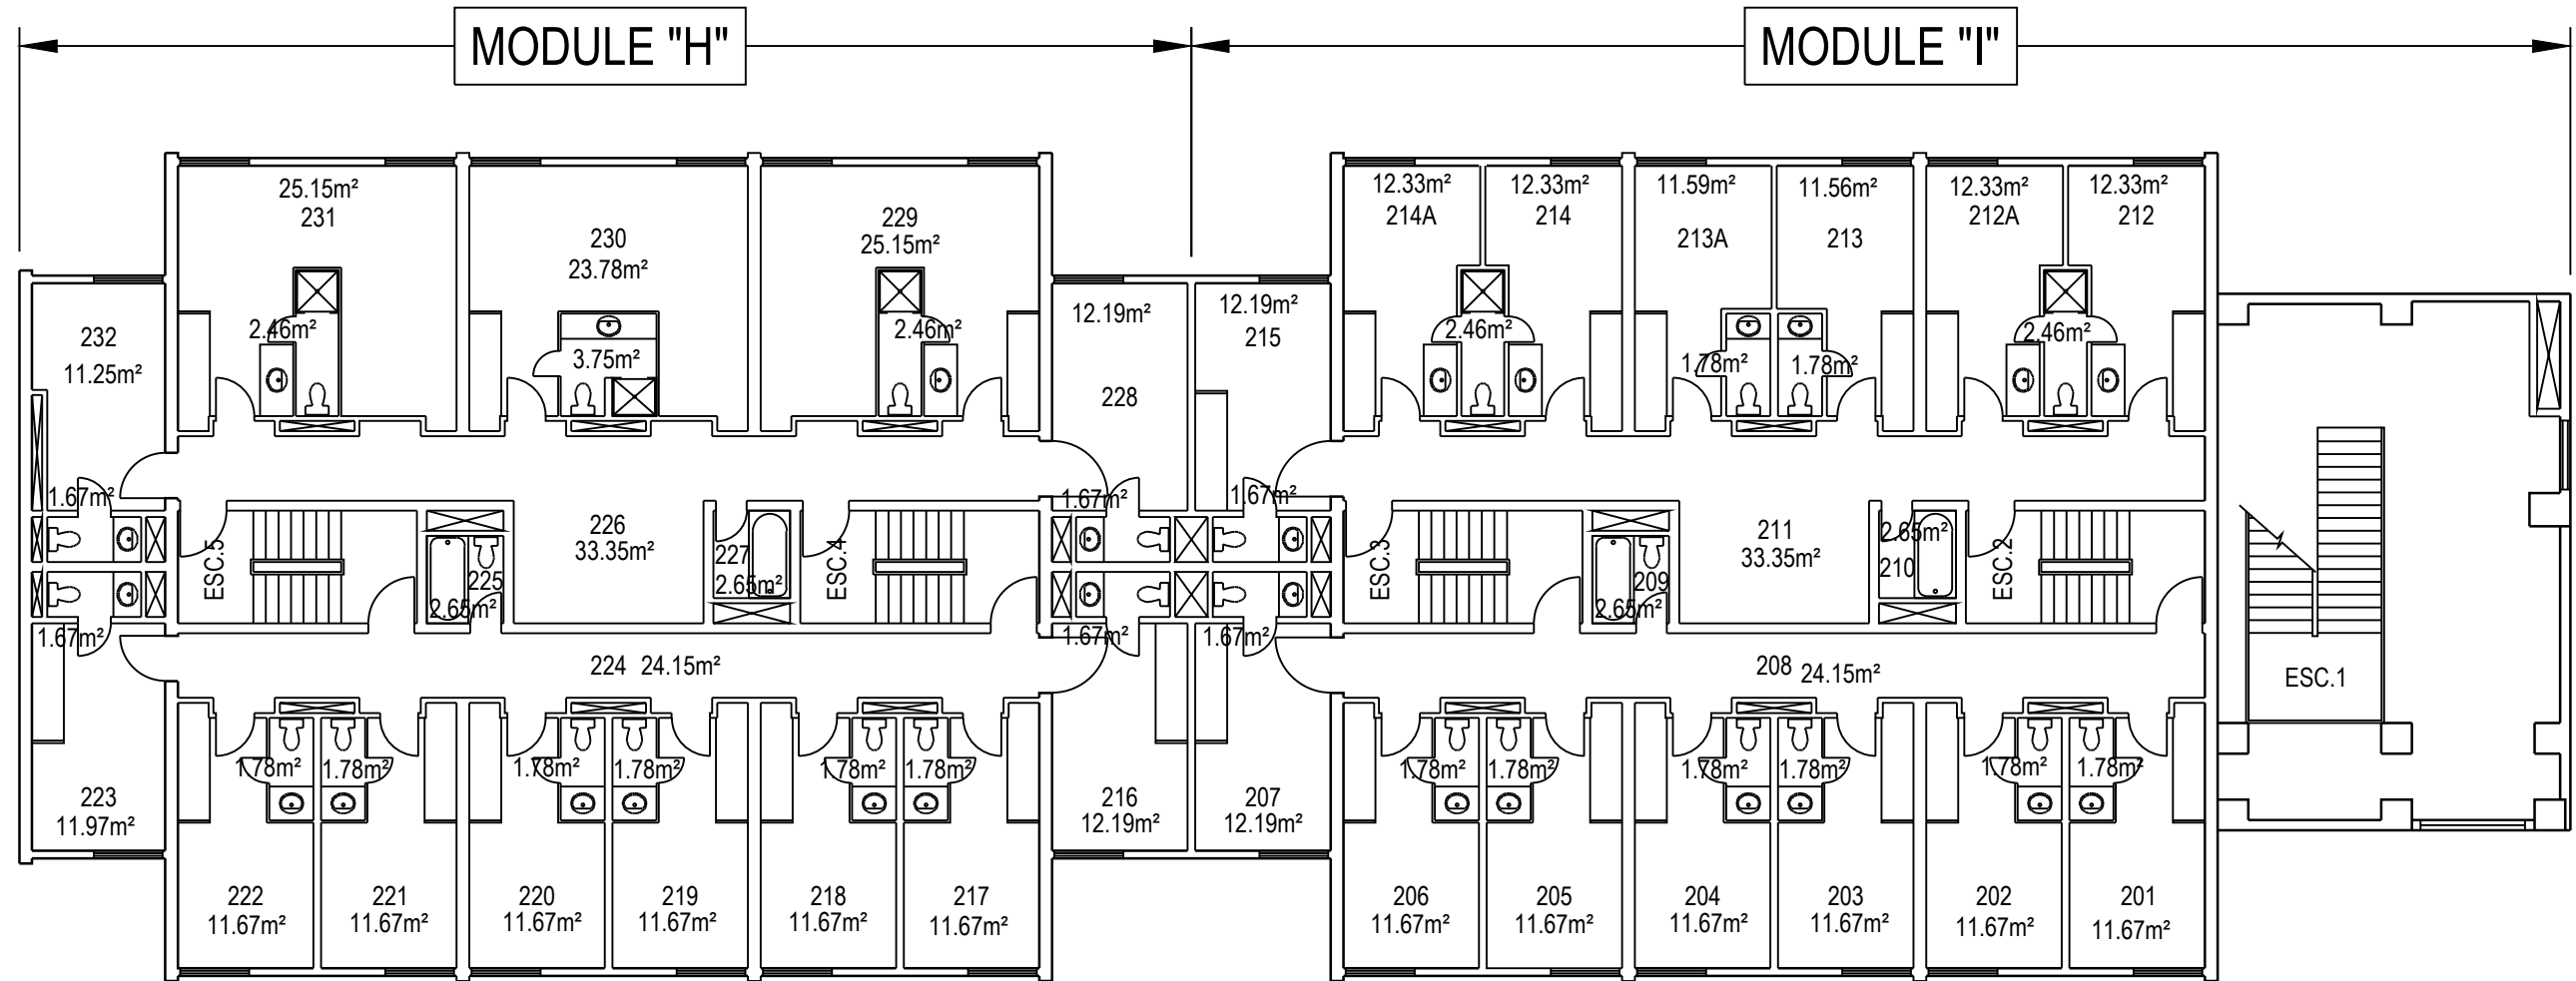 MODULE "H"
MODULE "I"
25.15m²
231
230
23.78m²
229
25.15m²
12.33m²
214A
12.33m²
214
11.59m²
213A
11.56m²
213
12.33m²
212A
12.33m²
212
232
11.25m²
2.46m²
3.75m²
2.46m²
12.19m²
228
12.19m²
215
2.46m²
1.78m²
1.78m²
2.46m²
1.67m²
1.67m²
1.67m²
ESC.5
225
2.65m²
226
33.35m²
227
2.65m²
ESC.4
ESC.3
209
2.65m²
211
33.35m²
2.65m²
210
ESC.2
1.67m²
1.67m²
1.67m²
224 24.15m²
208 24.15m²
ESC.1
1.78m²
1.78m²
1.78m²
1.78m²
1.78m²
1.78m²
1.78m²
1.78m²
1.78m²
1.78m²
1.78m²
1.78m²
223
11.97m²
216
12.19m²
207
12.19m²
222
11.67m²
221
11.67m²
220
11.67m²
219
11.67m²
218
11.67m²
217
11.67m²
206
11.67m²
205
11.67m²
204
11.67m²
203
11.67m²
202
11.67m²
201
11.67m²